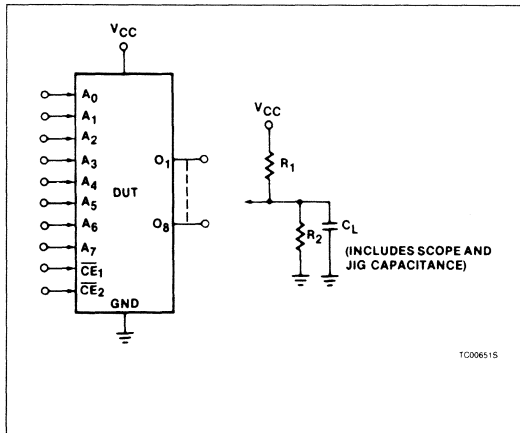 VCC
A0
A1
A2
A3
A4
A5
A6
A7
CE1
CE2
DUT
O1
O8
GND
VCC
R1
R2
CL
(INCLUDES SCOPE AND
JIG CAPACITANCE)
TC00651S